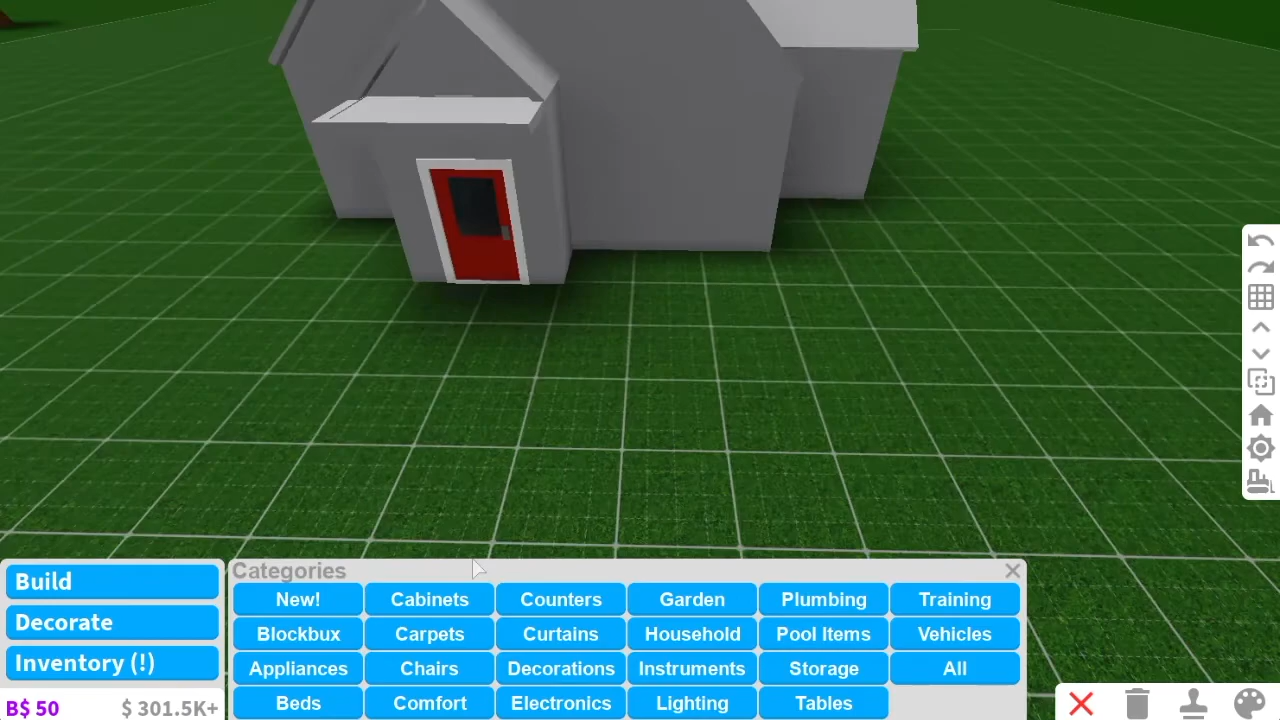 Build
Decorate
Inventory (!)
B$ 50 $ 301.5K+
Categories
New! Cabinets Counters Garden Plumbing Training
Blockbux Carpets Curtains Household Pool Items Vehicles
Appliances Chairs Decorations Instruments Storage All
Beds Comfort Electronics Lighting Tables